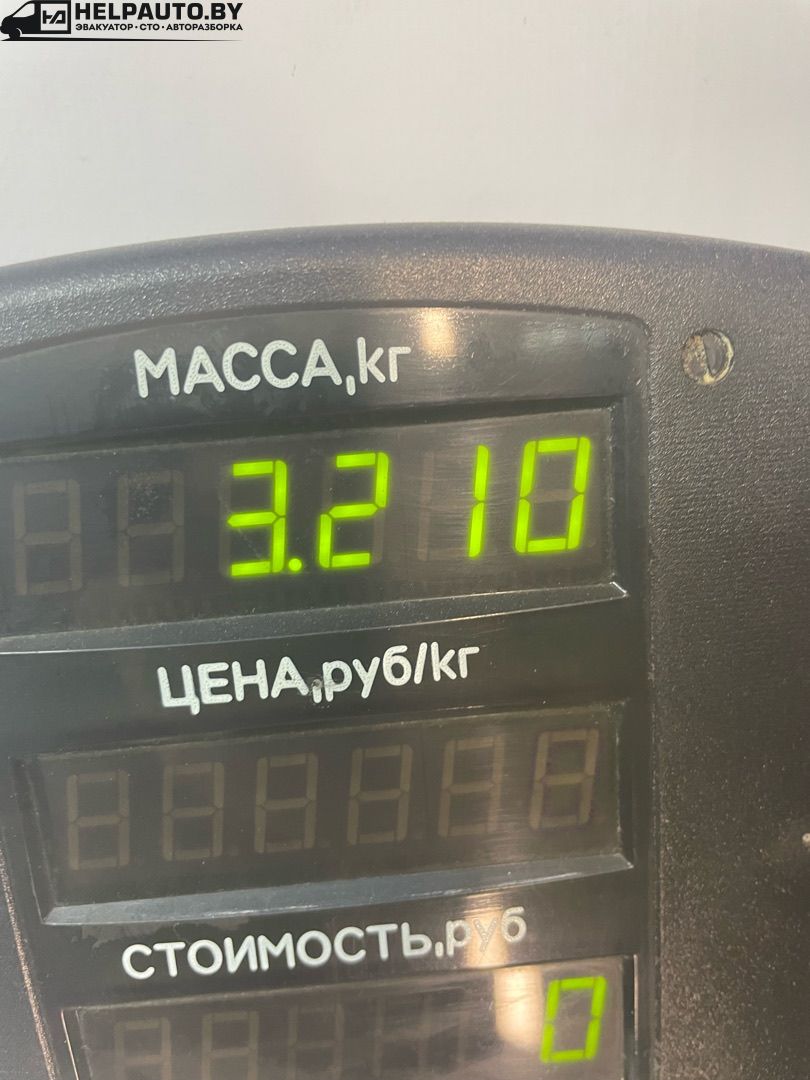 HELPAUTO.BY
ЭВАКУАТОР · СТО · АВТОРАЗБОРКА
МАССА,кг
3.210
ЦЕНА,руб/кг
СТОИМОСТЬ,руб
0